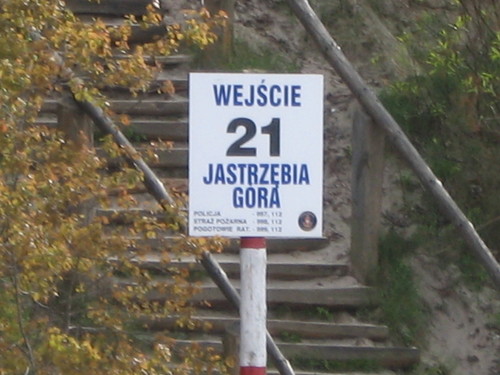 WEJŚCIE
21
JASTRZĘBIA
GÓRA
POLICJA - 997, 112
STRAŻ POŻARNA - 998, 112
POGOTOWIE RAT. - 999, 112